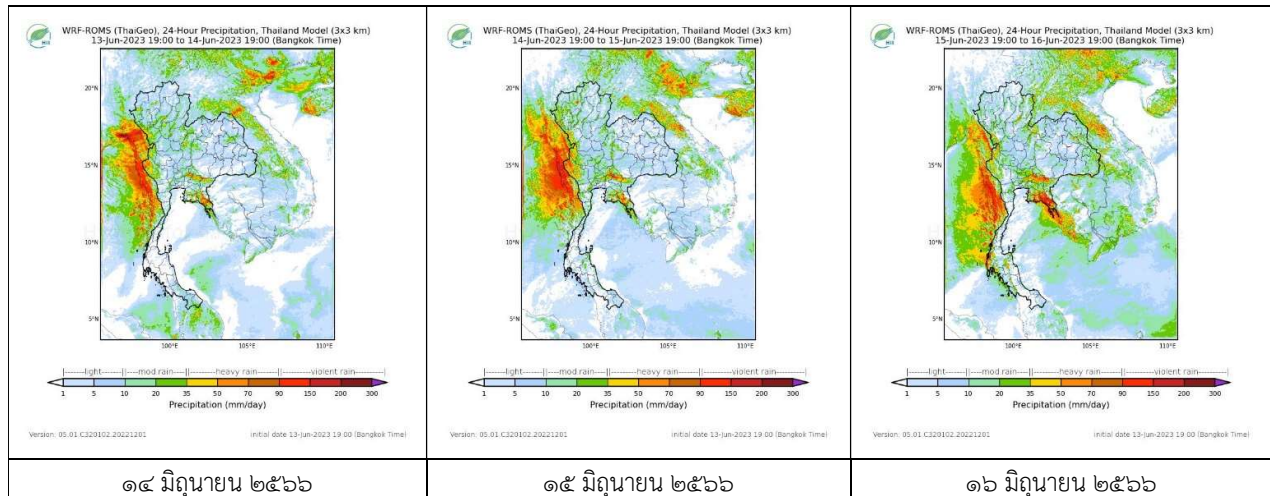 WRF-ROMS (ThaiGeo), 24-Hour Precipitation, Thailand Model (3x3 km)
13-Jun-2023 19:00 to 14-Jun-2023 19:00 (Bangkok Time)
20°N
15°N
10°N
5°N
100°E 105°E 110°E
|--------light--------||----mod rain----||---------heavy rain---------||-----------violent rain-----------
1 5 10 20 35 50 70 90 150 200 300
Precipitation (mm/day)
Version: 05.01.C320102.20221201 initial date 13-Jun-2023 19:00 (Bangkok Time)
๑๔ มิถุนายน ๒๕๖๖
WRF-ROMS (ThaiGeo), 24-Hour Precipitation, Thailand Model (3x3 km)
14-Jun-2023 19:00 to 15-Jun-2023 19:00 (Bangkok Time)
20°N
15°N
10°N
5°N
100°E 105°E 110°E
|--------light--------||----mod rain----||---------heavy rain---------||-----------violent rain-----------
1 5 10 20 35 50 70 90 150 200 300
Precipitation (mm/day)
Version: 05.01.C320102.20221201 initial date 13-Jun-2023 19:00 (Bangkok Time)
๑๕ มิถุนายน ๒๕๖๖
WRF-ROMS (ThaiGeo), 24-Hour Precipitation, Thailand Model (3x3 km)
15-Jun-2023 19:00 to 16-Jun-2023 19:00 (Bangkok Time)
20°N
15°N
10°N
5°N
100°E 105°E 110°E
|--------light--------||----mod rain----||---------heavy rain---------||-----------violent rain-----------
1 5 10 20 35 50 70 90 150 200 300
Precipitation (mm/day)
Version: 05.01.C320102.20221201 initial date 13-Jun-2023 19:00 (Bangkok Time)
๑๖ มิถุนายน ๒๕๖๖